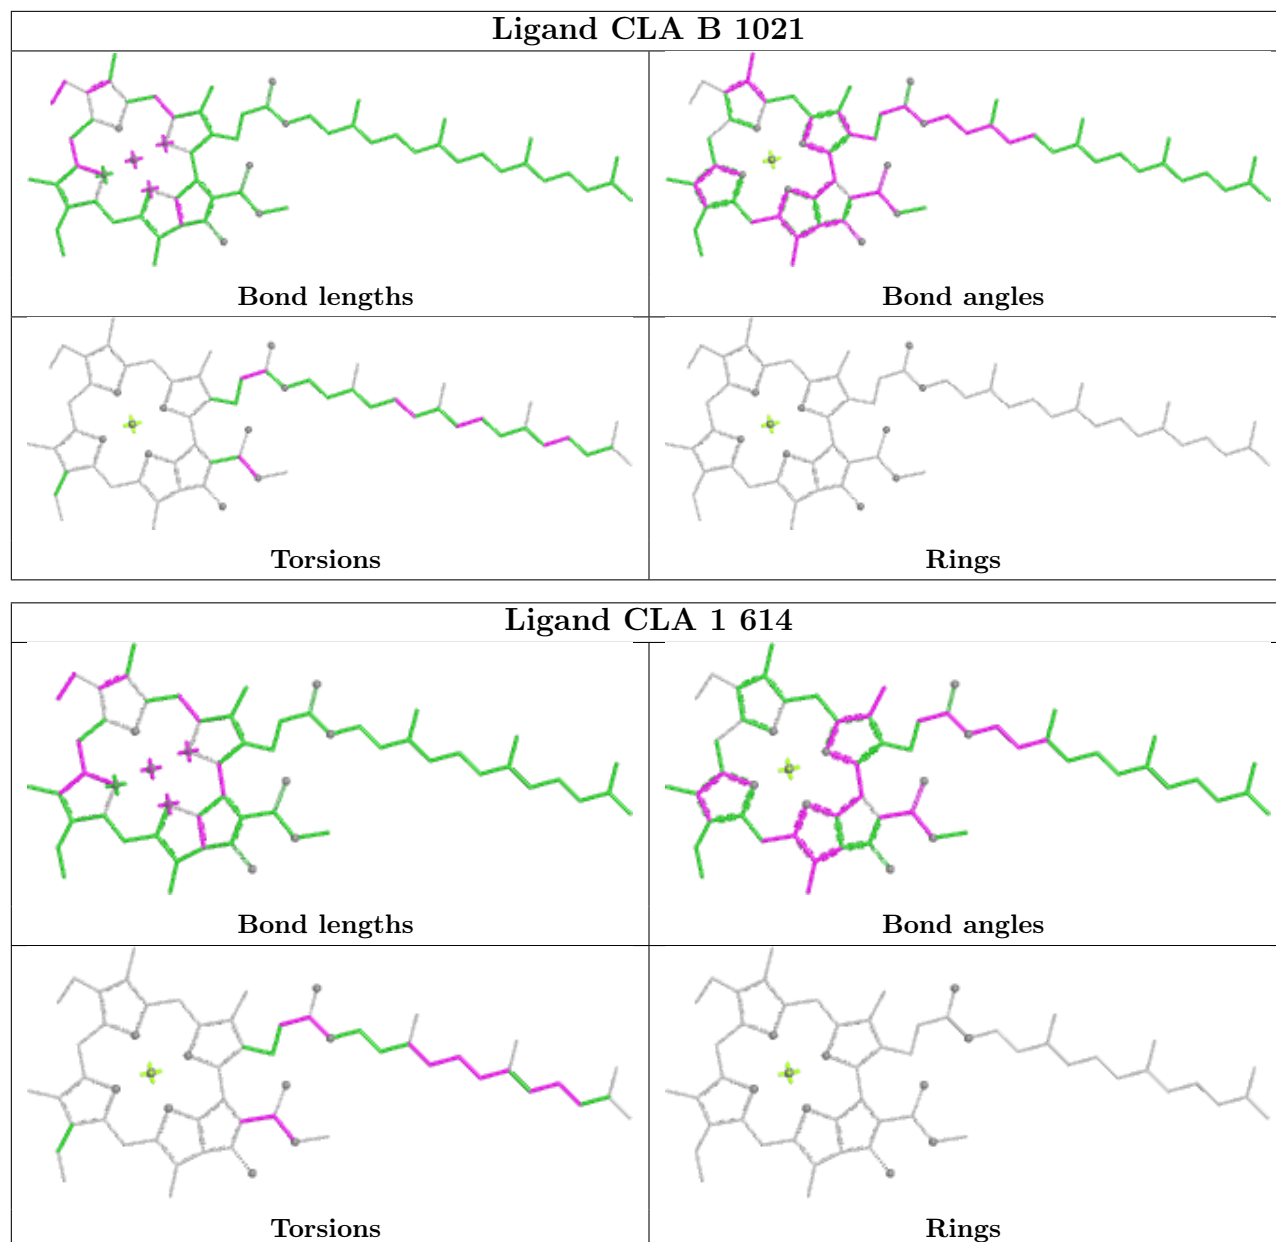 Ligand CLA B 1021
Bond lengths
Bond angles
Torsions
Rings
Ligand CLA 1 614
Bond lengths
Bond angles
Torsions
Rings